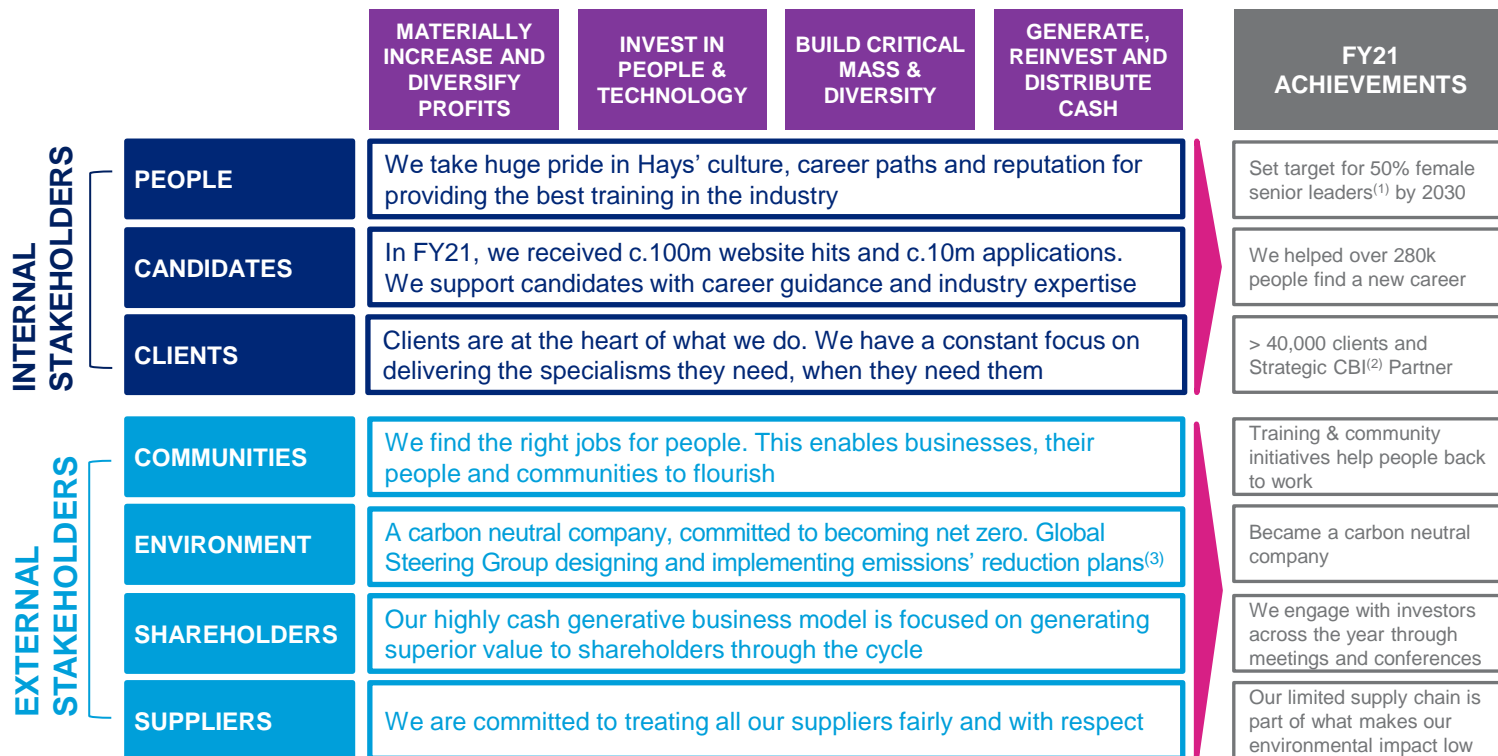 MATERIALLY
INCREASE AND
DIVERSIFY
PROFITS
INVEST IN
PEOPLE &
TECHNOLOGY
BUILD CRITICAL
MASS &
DIVERSITY
GENERATE,
REINVEST AND
DISTRIBUTE
CASH
FY21
ACHIEVEMENTS
INTERNAL
STAKEHOLDERS
PEOPLE
We take huge pride in Hays' culture, career paths and reputation for
providing the best training in the industry
Set target for 50% female
senior leaders(1) by 2030
CANDIDATES
In FY21, we received c.100m website hits and c.10m applications.
We support candidates with career guidance and industry expertise
We helped over 280k
people find a new career
CLIENTS
Clients are at the heart of what we do. We have a constant focus on
delivering the specialisms they need, when they need them
> 40,000 clients and
Strategic CBI(2) Partner
EXTERNAL
STAKEHOLDERS
COMMUNITIES
We find the right jobs for people. This enables businesses, their
people and communities to flourish
Training & community
initiatives help people back
to work
ENVIRONMENT
A carbon neutral company, committed to becoming net zero. Global
Steering Group designing and implementing emissions' reduction plans(3)
Became a carbon neutral
company
SHAREHOLDERS
Our highly cash generative business model is focused on generating
superior value to shareholders through the cycle
We engage with investors
across the year through
meetings and conferences
SUPPLIERS
We are committed to treating all our suppliers fairly and with respect
Our limited supply chain is
part of what makes our
environmental impact low